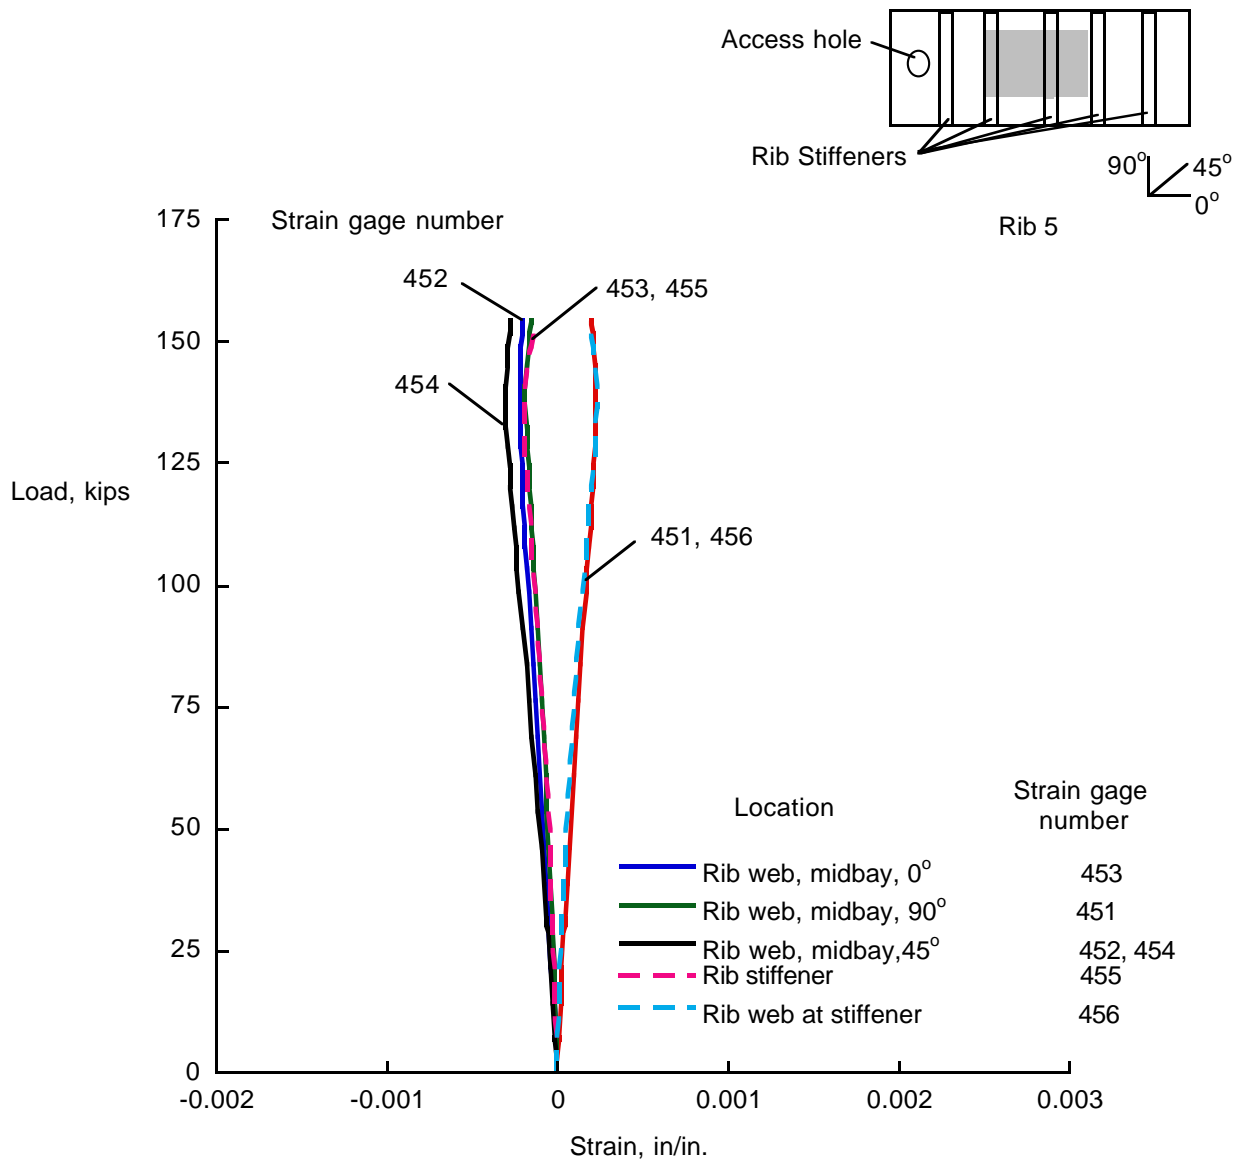 Access hole
Rib Stiffeners
90° 45°
0°
Rib 5
Strain gage number
175
150
125
100
75
50
25
0
Load, kips
452
453, 455
454
451, 456
Location Strain gage number
Rib web, midbay, 0° 453
Rib web, midbay, 90° 451
Rib web, midbay,45° 452, 454
Rib stiffener 455
Rib web at stiffener 456
-0.002 -0.001 0 0.001 0.002 0.003
Strain, in/in.